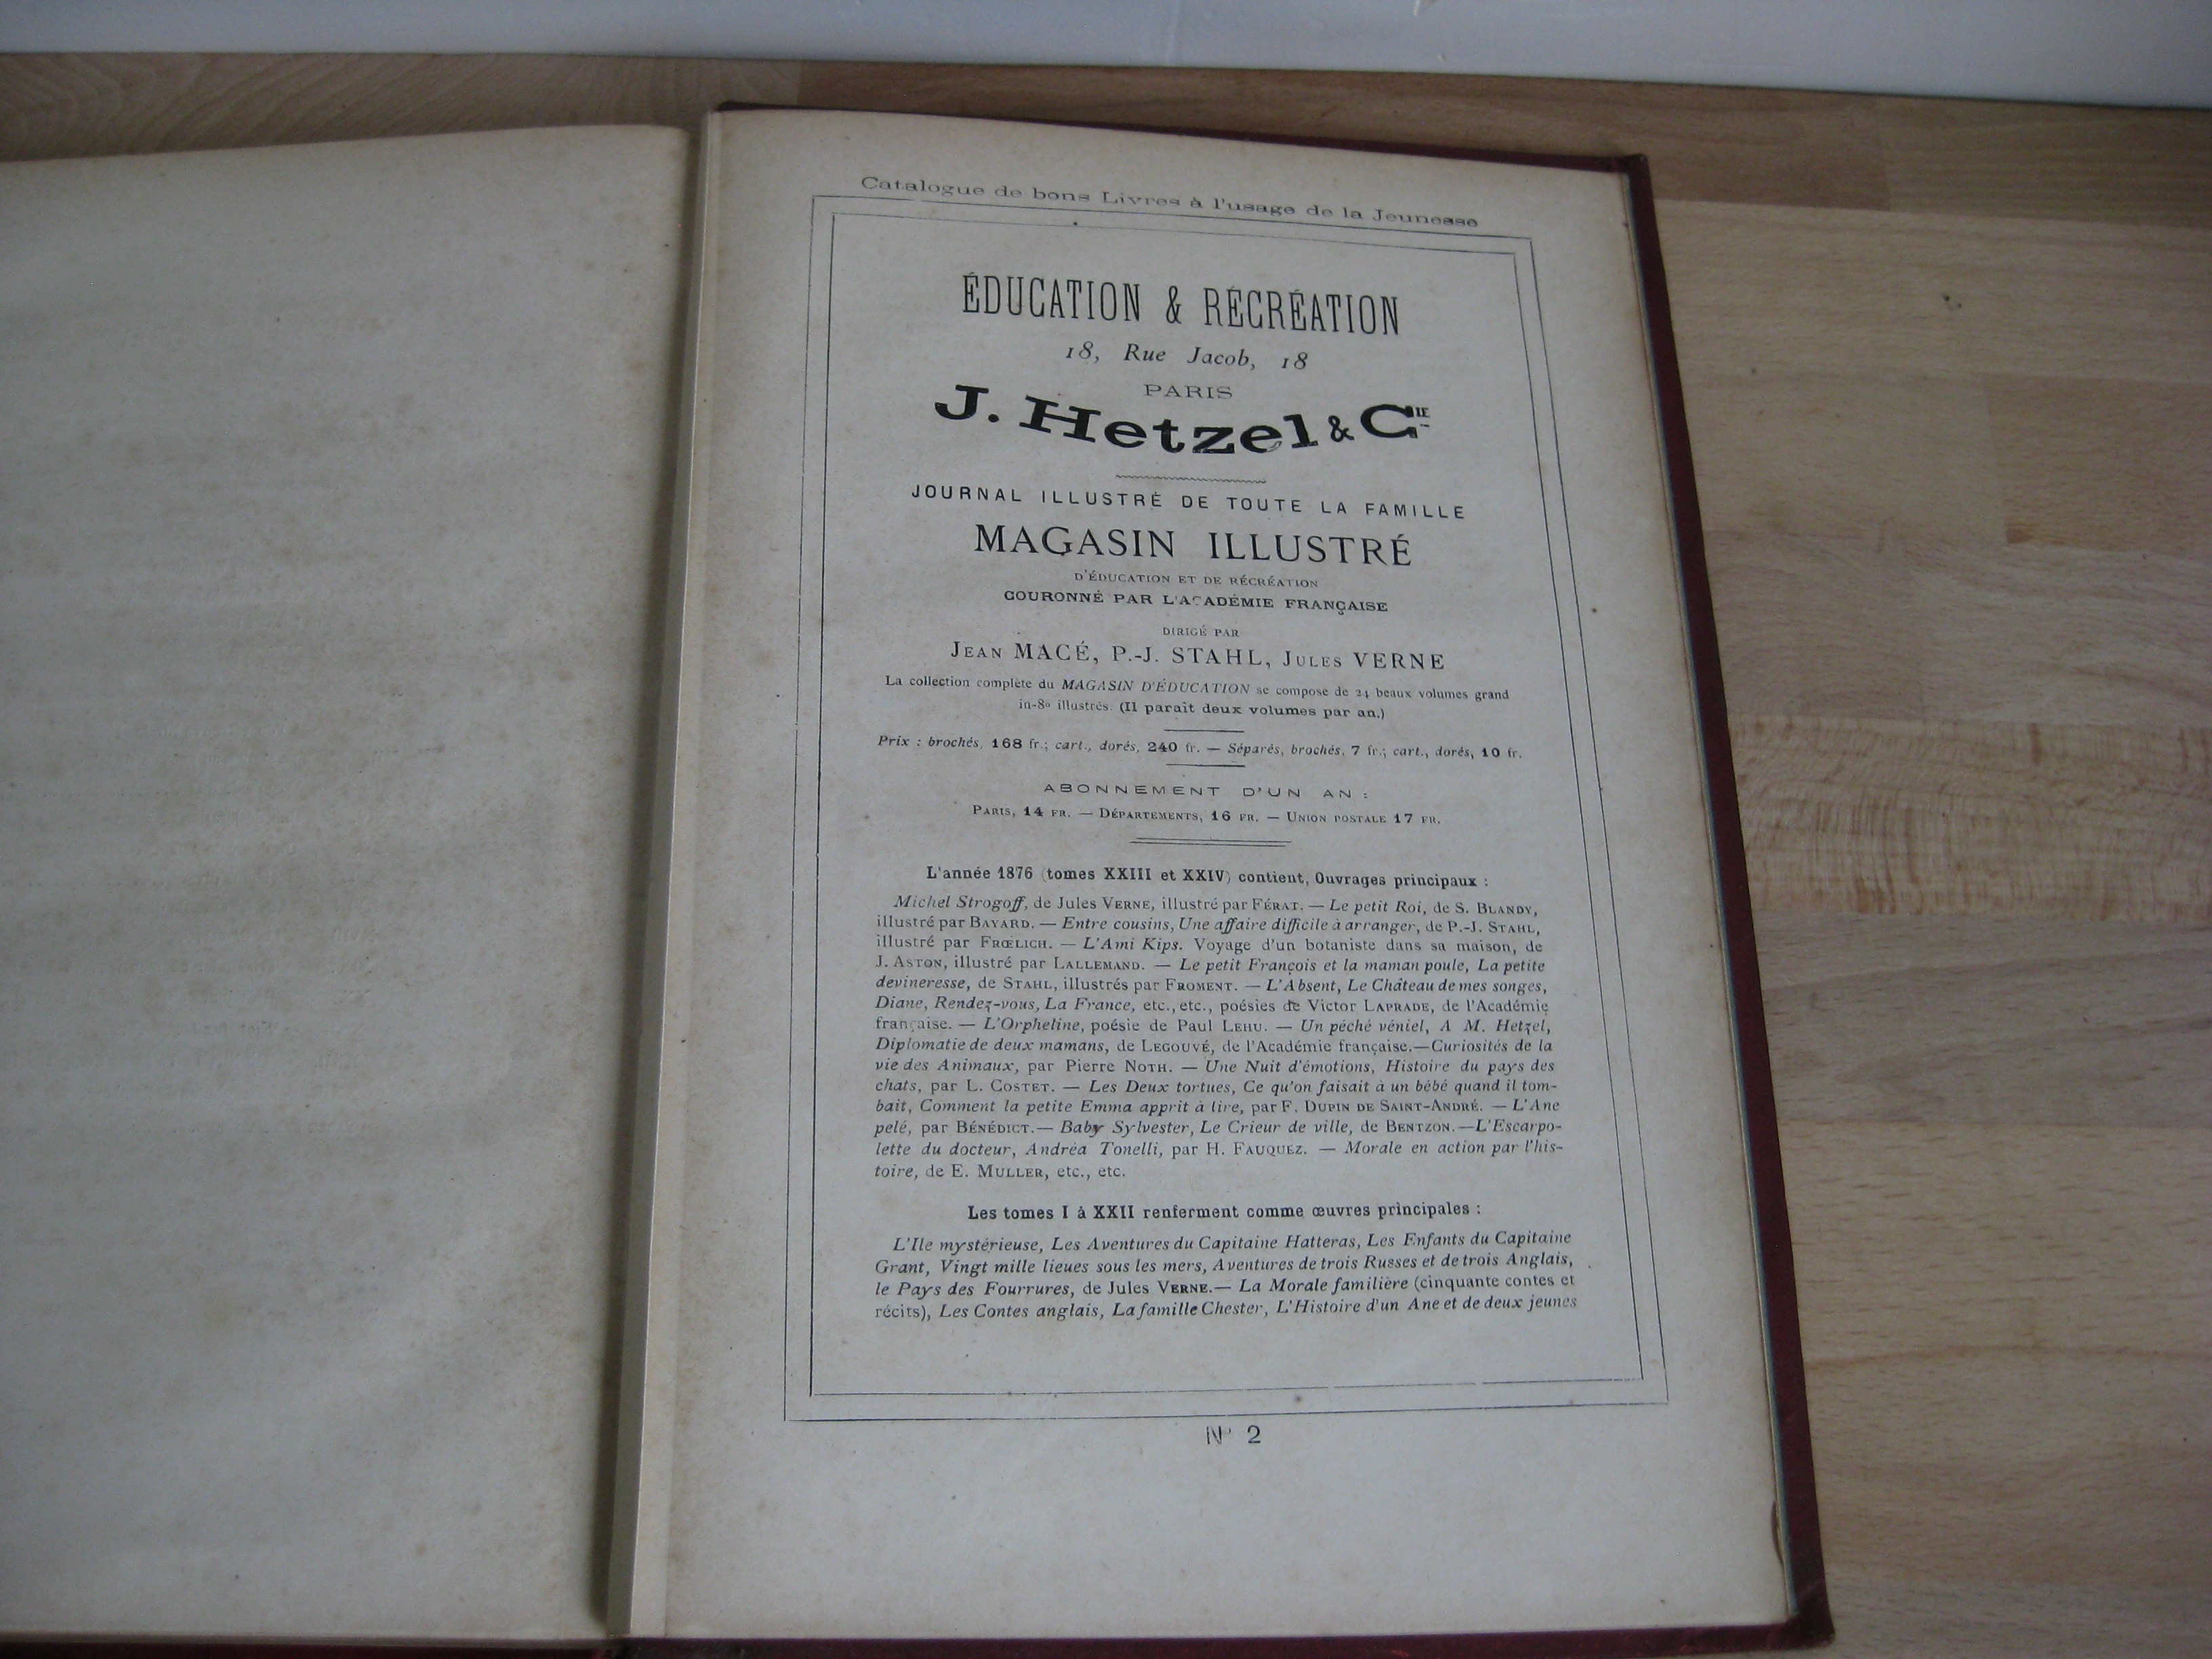 Catalogue de bons Livres à l'usage de la Jeunesse
ÉDUCATION & RÉCRÉATION
18, Rue Jacob, 18
PARIS
J. Hetzel & Cie
JOURNAL ILLUSTRÉ DE TOUTE LA FAMILLE
MAGASIN ILLUSTRÉ
D'ÉDUCATION ET DE RÉCRÉATION
COURONNÉ PAR L'ACADÉMIE FRANÇAISE
DIRIGÉ PAR
JEAN MACÉ, P.-J. STAHL, JULES VERNE
La collection complète du MAGASIN D'ÉDUCATION se compose de 24 beaux volumes grand
in-8° illustrés. (Il paraît deux volumes par an.)
Prix : brochés, 168 fr.; cart., dorés, 240 fr. — Séparés, brochés, 7 fr.; cart., dorés, 10 fr.
ABONNEMENT D'UN AN :
PARIS, 14 FR. — DÉPARTEMENTS, 16 FR. — UNION POSTALE 17 FR.
L'année 1876 (tomes XXIII et XXIV) contient, Ouvrages principaux :
Michel Strogoff, de Jules VERNE, illustré par FÉRAT. — Le petit Roi, de S. BLANDY,
illustré par BAYARD. — Entre cousins, Une affaire difficile à arranger, de P.-J. STAHL,
illustré par FRŒLICH. — L'Ami Kips. Voyage d'un botaniste dans sa maison, de
J. ASTON, illustré par LALLEMAND. — Le petit François et la maman poule, La petite
devineresse, de STAHL, illustrés par FROMENT. — L'Absent, Le Château de mes songes,
Diane, Rendez-vous, La France, etc., etc., poésies de Victor LAPRADE, de l'Académie
française. — L'Orpheline, poésie de Paul LEHU. — Un péché véniel, A M. Hetzel,
Diplomatie de deux mamans, de LEGOUVÉ, de l'Académie française.—Curiosités de la
vie des Animaux, par Pierre NOTH. — Une Nuit d'émotions, Histoire du pays des
chats, par L. COSTET. — Les Deux tortues, Ce qu'on faisait à un bébé quand il tom-
bait, Comment la petite Emma apprit à lire, par F. DUPIN DE SAINT-ANDRÉ. — L'Ane
pelé, par BÉNÉDICT.— Baby Sylvester, Le Crieur de ville, de BENTZON.—L'Escarpo-
lette du docteur, Andréa Tonelli, par H. FAUQUEZ. — Morale en action par l'his-
toire, de E. MULLER, etc., etc.
Les tomes I à XXII renferment comme œuvres principales :
L'Ile mystérieuse, Les Aventures du Capitaine Hatteras, Les Enfants du Capitaine
Grant, Vingt mille lieues sous les mers, Aventures de trois Russes et de trois Anglais,
le Pays des Fourrures, de Jules VERNE.— La Morale familière (cinquante contes et
récits), Les Contes anglais, La famille Chester, L'Histoire d'un Ane et de deux jeunes
N° 2